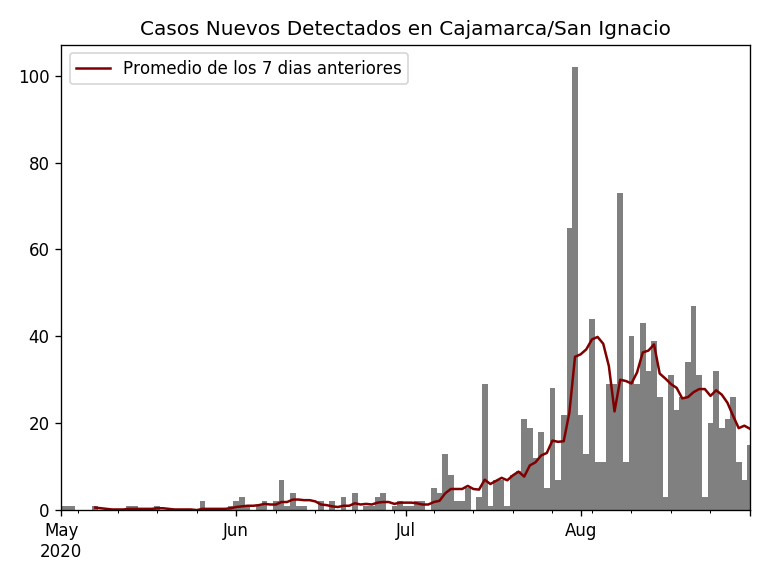 Casos Nuevos Detectados en Cajamarca/San Ignacio
Promedio de los 7 dias anteriores
100
80
60
40
20
0
May Jun Jul Aug
2020